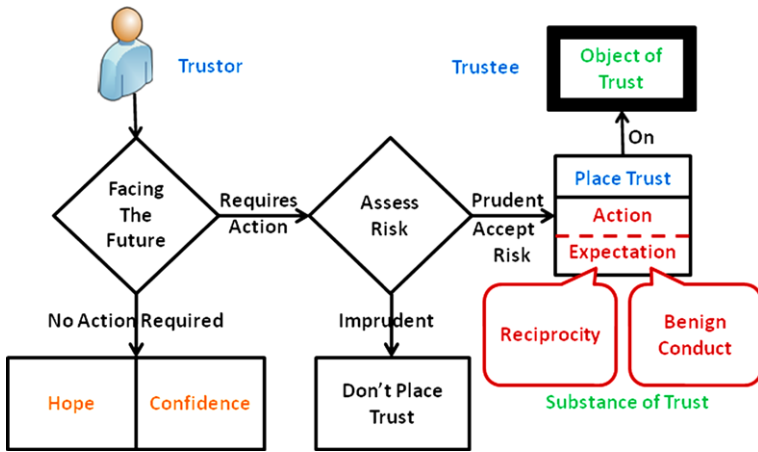 Trustor
Trustee
Object of
Trust
On
Facing
The
Future
Requires
Action
Assess
Risk
Prudent
Accept
Risk
Place Trust
Action
Expectation
No Action Required
Imprudent
Reciprocity
Benign
Conduct
Hope
Confidence
Don't Place
Trust
Substance of Trust